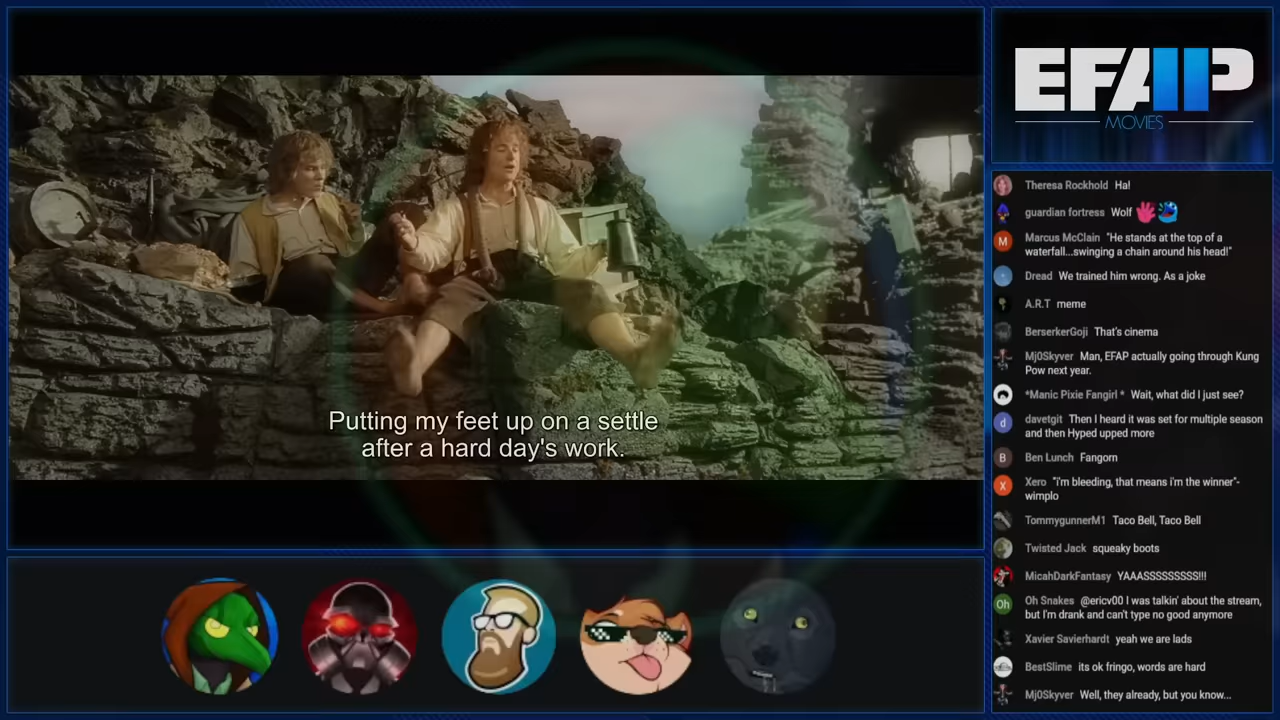 Putting my feet up on a settle
after a hard day's work.
EFAP
MOVIES
Theresa Rockhold Ha!
guardian fortress Wolf
Marcus McClain "He stands at the top of a
waterfall...swinging a chain around his head!"
Dread We trained him wrong. As a joke
A.R.T meme
BerserkerGoji That's cinema
Mj0Skyver Man, EFAP actually going through Kung
Pow next year.
*Manic Pixie Fangirl * Wait, what did I just see?
davetgit Then I heard it was set for multiple season
and then Hyped upped more
Ben Lunch Fangorn
Xero "i'm bleeding, that means i'm the winner"-
wimplo
TommygunnerM1 Taco Bell, Taco Bell
Twisted Jack squeaky boots
MicahDarkFantasy YAAASSSSSSSSS!!!
Oh Snakes @ericv00 I was talkin' about the stream,
but I'm drank and can't type no good anymore
Xavier Savierhardt yeah we are lads
BestSlime its ok fringo, words are hard
Mj0Skyver Well, they already, but you know...
M
d
B
X
Oh